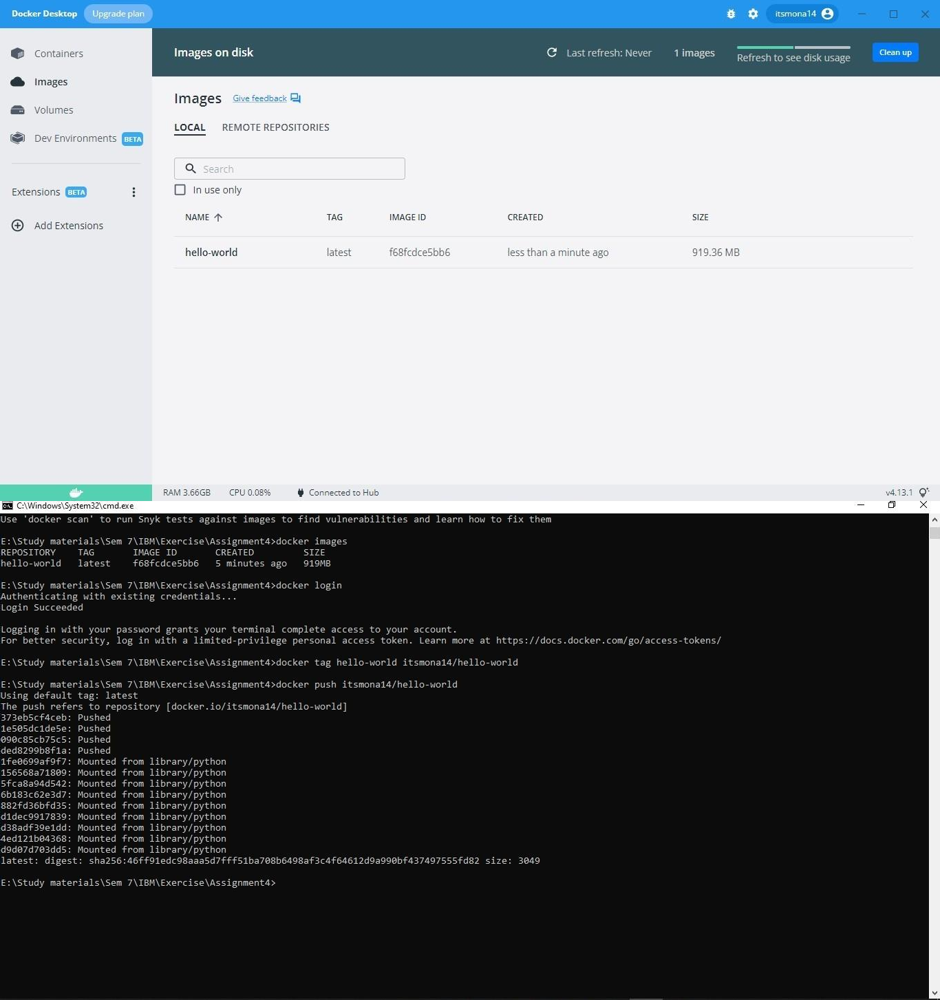 Docker Desktop Upgrade plan itsmona14
Containers
Images
Volumes
Dev Environments BETA
Extensions BETA
Add Extensions
Images on disk Last refresh: Never 1 images Refresh to see disk usage Clean up
Images Give feedback
LOCAL REMOTE REPOSITORIES
Search
In use only
NAME TAG IMAGE ID CREATED SIZE
hello-world latest f68fcdce5bb6 less than a minute ago 919.36 MB
RAM 3.66GB CPU 0.08% Connected to Hub v4.13.1
C:\Windows\System32\cmd.exe
Use 'docker scan' to run Snyk tests against images to find vulnerabilities and learn how to fix them
E:\Study materials\Sem 7\IBM\Exercise\Assignment4>docker images
REPOSITORY TAG IMAGE ID CREATED SIZE
hello-world latest f68fcdce5bb6 5 minutes ago 919MB
E:\Study materials\Sem 7\IBM\Exercise\Assignment4>docker login
Authenticating with existing credentials...
Login Succeeded
Logging in with your password grants your terminal complete access to your account.
For better security, log in with a limited-privilege personal access token. Learn more at https://docs.docker.com/go/access-tokens/
E:\Study materials\Sem 7\IBM\Exercise\Assignment4>docker tag hello-world itsmona14/hello-world
E:\Study materials\Sem 7\IBM\Exercise\Assignment4>docker push itsmona14/hello-world
Using default tag: latest
The push refers to repository [docker.io/itsmona14/hello-world]
373eb5cf4ceb: Pushed
1e505dc1de5e: Pushed
090c85cb75c5: Pushed
ded8299b8f1a: Pushed
1fe0699af9f7: Mounted from library/python
156568a71809: Mounted from library/python
5fca8a94d542: Mounted from library/python
6b183c62e3d7: Mounted from library/python
882fd36bfd35: Mounted from library/python
d1dec9917839: Mounted from library/python
d38adf39e1dd: Mounted from library/python
4ed121b04368: Mounted from library/python
d9d07d703dd5: Mounted from library/python
latest: digest: sha256:46ff91edc98aaa5d7fff51ba708b6498af3c4f64612d9a990bf437497555fd82 size: 3049
E:\Study materials\Sem 7\IBM\Exercise\Assignment4>